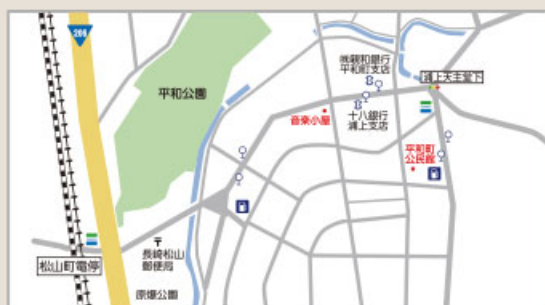 206
平和公園
㈱親和銀行
平和町支店
浦上天主堂下
音楽小屋
十八銀行
浦上支店
平和町
公民館
長崎松山
郵便局
松山町電停
原爆公園